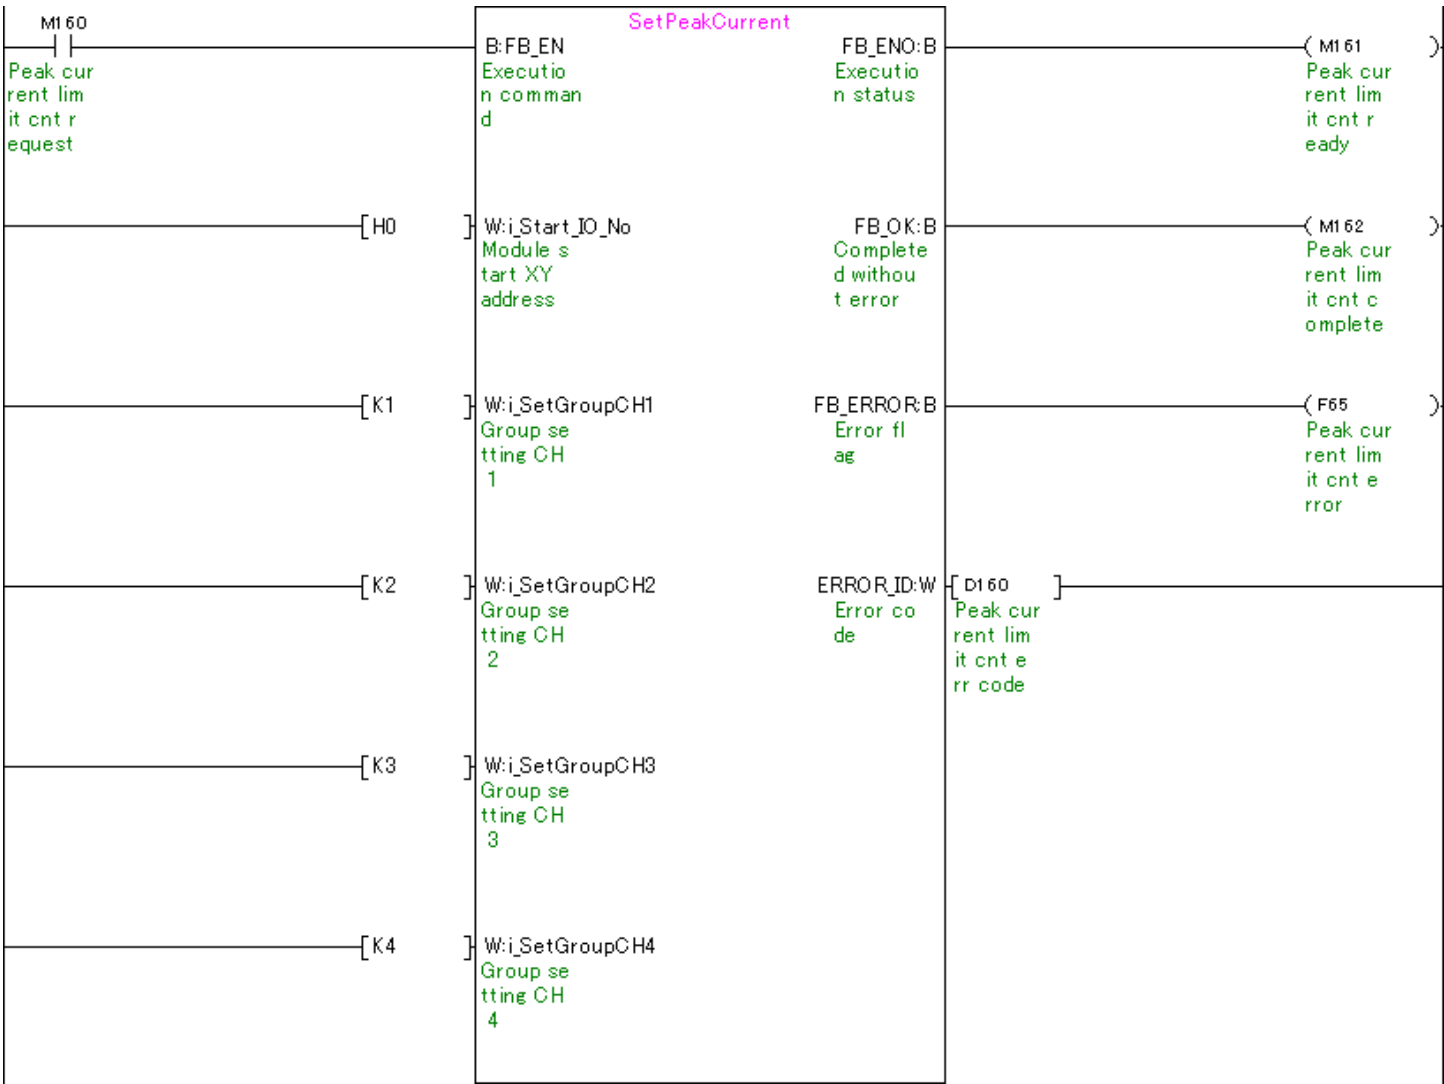 SetPeakCurrent
M160
B:FB_EN
FB_ENO:B
M161
Peak cur
rent lim
it cnt r
equest
Executio
n comman
d
Executio
n status
Peak cur
rent lim
it cnt r
eady
H0
W:i_Start_IO_No
FB_OK:B
M162
Module s
tart XY
address
Complete
d withou
t error
Peak cur
rent lim
it cnt c
omplete
K1
W:i_SetGroupCH1
FB_ERROR:B
F65
Group se
tting CH
1
Error fl
ag
Peak cur
rent lim
it cnt e
rror
K2
W:i_SetGroupCH2
ERROR_ID:W
D160
Group se
tting CH
2
Error co
de
Peak cur
rent lim
it cnt e
rr code
K3
W:i_SetGroupCH3
Group se
tting CH
3
K4
W:i_SetGroupCH4
Group se
tting CH
4